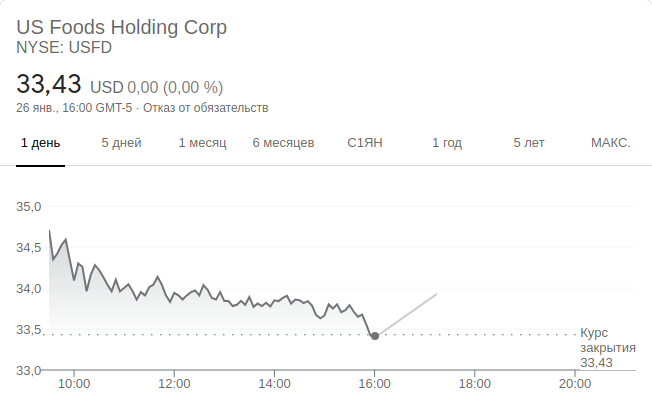 US Foods Holding Corp
NYSE: USFD
33,43 USD 0,00 (0,00 %)
26 янв., 16:00 GMT-5 · Отказ от обязательств
1 день 5 дней 1 месяц 6 месяцев С1ЯН 1 год 5 лет МАКС.
35,0
34,5
34,0
33,5
33,0
Курс
закрытия
33,43
10:00 12:00 14:00 16:00 18:00 20:00